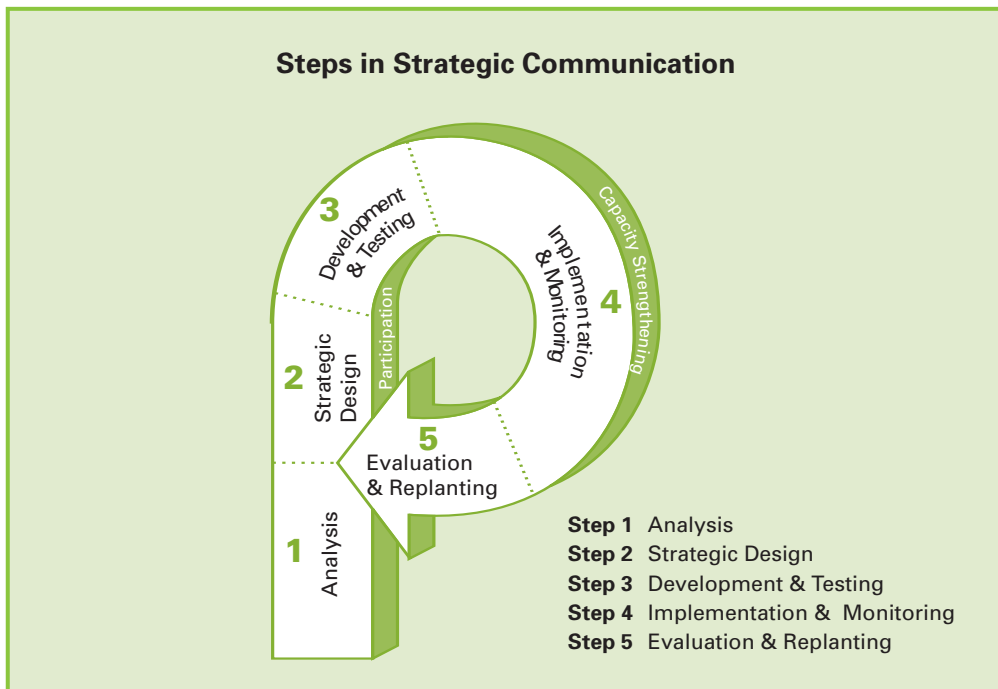 Steps in Strategic Communication
1
Analysis
2
Strategic
Design
3
Development
& Testing
4
Implementation
& Monitoring
5
Evaluation
& Replanting
Participation
Capacity Strengthening
Step 1 Analysis
Step 2 Strategic Design
Step 3 Development & Testing
Step 4 Implementation & Monitoring
Step 5 Evaluation & Replanting